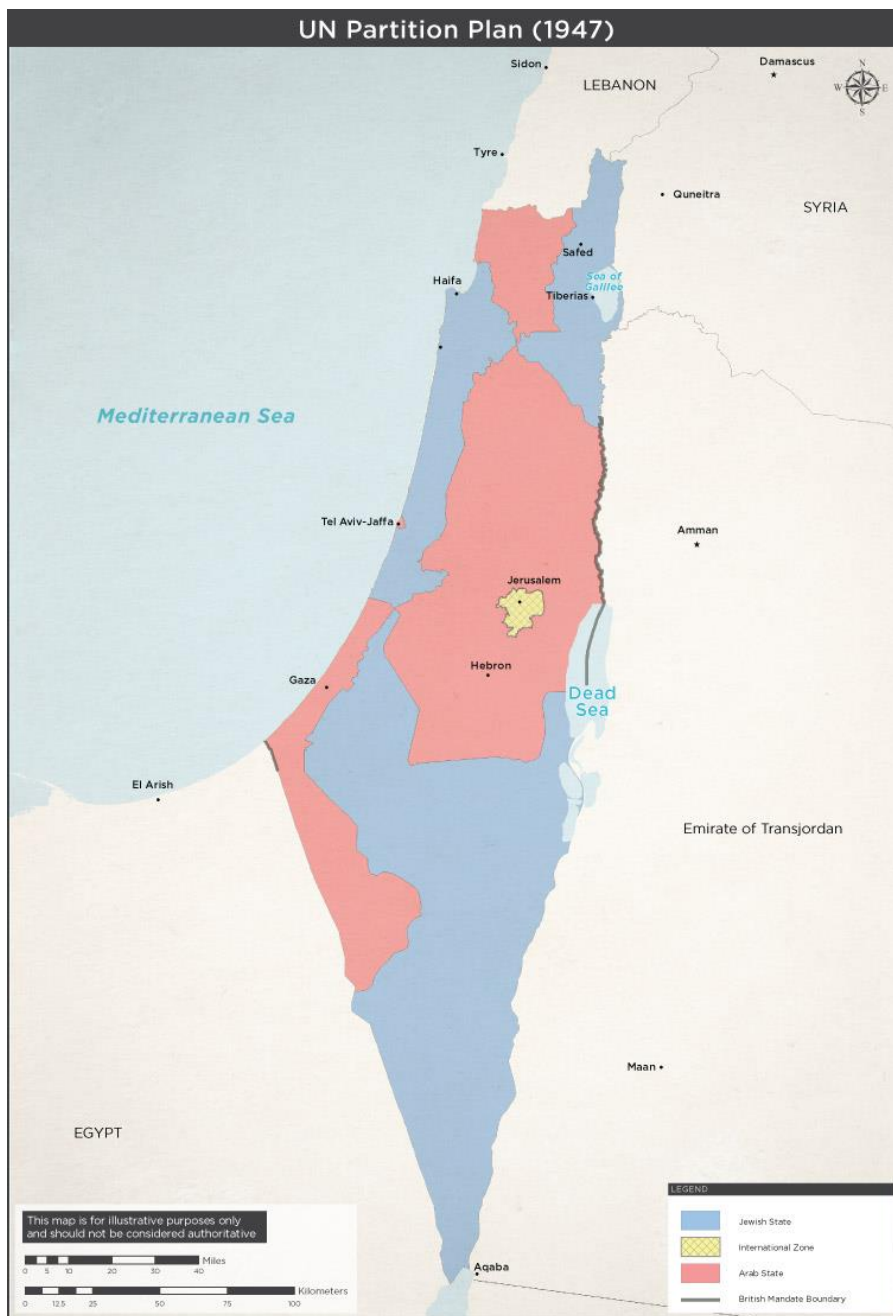 UN Partition Plan (1947)
Sidon
Damascus
LEBANON
N
W
E
S
Tyre
Quneitra
SYRIA
Safed
Sea of
Galilee
Haifa
Tiberias
Mediterranean Sea
Tel Aviv-Jaffa
Amman
Jerusalem
Hebron
Gaza
Dead
Sea
El Arish
Emirate of Transjordan
Maan
EGYPT
Aqaba
This map is for illustrative purposes only
and should not be considered authoritative
Miles
0 5 10 20 30 40
Kilometers
0 12.5 25 50 75 100
LEGEND
Jewish State
International Zone
Arab State
British Mandate Boundary